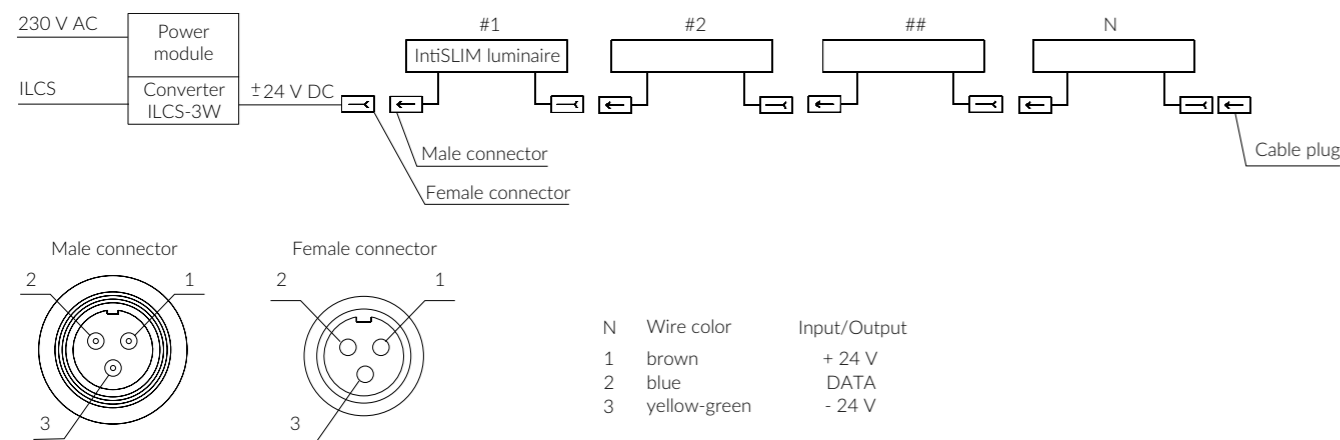 230 V AC
Power
module
#1
#2
##
N
IntiSLIM luminaire
ILCS
Converter
ILCS-3W
±24 V DC
Male connector
Female connector
Cable plug
Male connector
2
1
3
Female connector
2
1
3
N Wire color Input/Output
1 brown + 24 V
2 blue DATA
3 yellow-green - 24 V